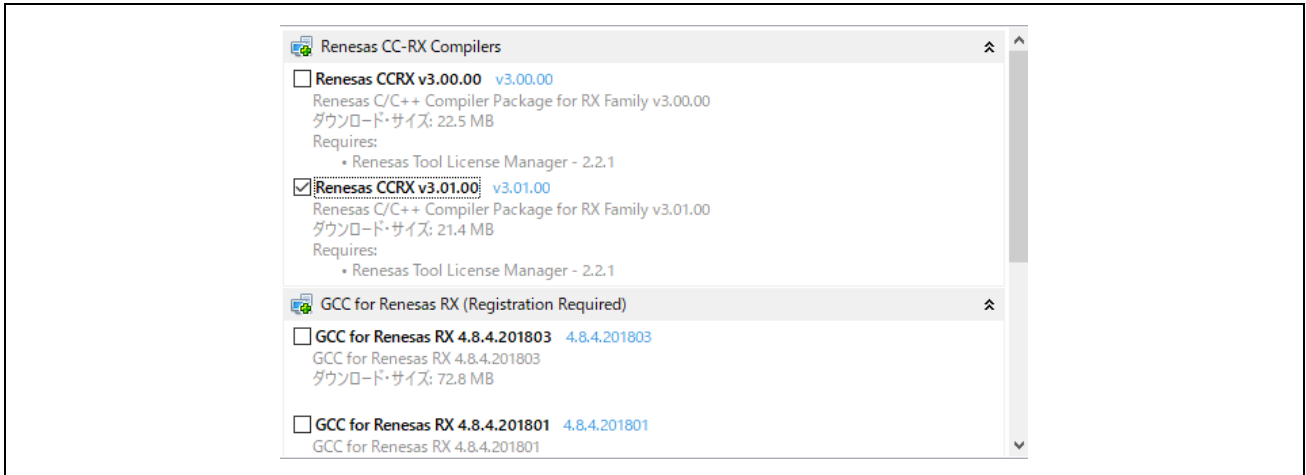 Renesas CC-RX Compilers
Renesas CCRX v3.00.00 v3.00.00
Renesas C/C++ Compiler Package for RX Family v3.00.00
ダウンロード・サイズ: 22.5 MB
Requires:
• Renesas Tool License Manager - 2.2.1
Renesas CCRX v3.01.00 v3.01.00
Renesas C/C++ Compiler Package for RX Family v3.01.00
ダウンロード・サイズ: 21.4 MB
Requires:
• Renesas Tool License Manager - 2.2.1
GCC for Renesas RX (Registration Required)
GCC for Renesas RX 4.8.4.201803 4.8.4.201803
GCC for Renesas RX 4.8.4.201803
ダウンロード・サイズ: 72.8 MB
GCC for Renesas RX 4.8.4.201801 4.8.4.201801
GCC for Renesas RX 4.8.4.201801